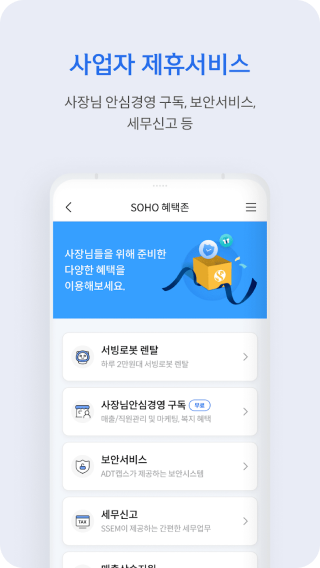 사업자 제휴서비스
사장님 안심경영 구독, 보안서비스,
세무신고 등
SOHO 혜택존
사장님들을 위해 준비한
다양한 혜택을
이용해보세요.
서빙로봇 렌탈
하루 2만원대 서빙로봇 렌탈
사장님안심경영 구독 무료
매출/직원관리 및 마케팅, 복지 혜택
보안서비스
ADT캡스가 제공하는 보안시스템
세무신고
TAX
SSEM이 제공하는 간편한 세무업무